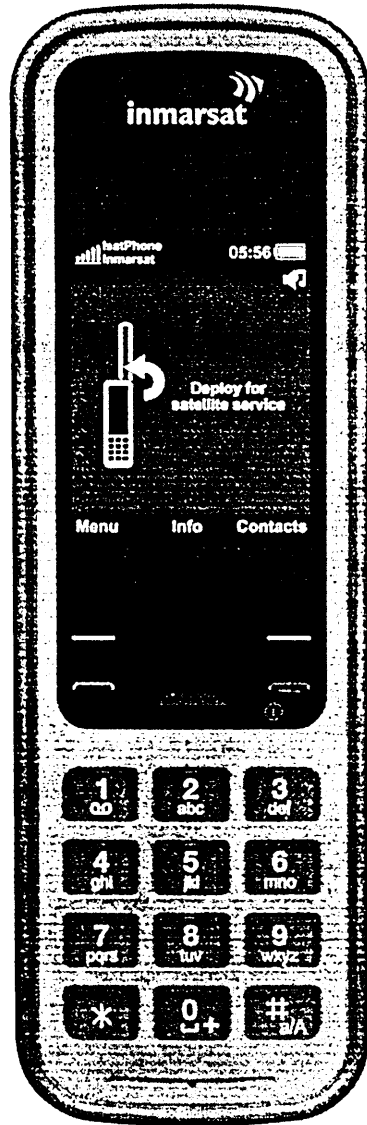 inmarsat
IsatPhone
Inmarsat
05:56
Deploy for
satellite service
Menu Info Contacts
1 2 3
abc def
4 5 6
ghi jkl mno
7 8 9
pqrs tuv wxyz
* 0 #
+ a/A